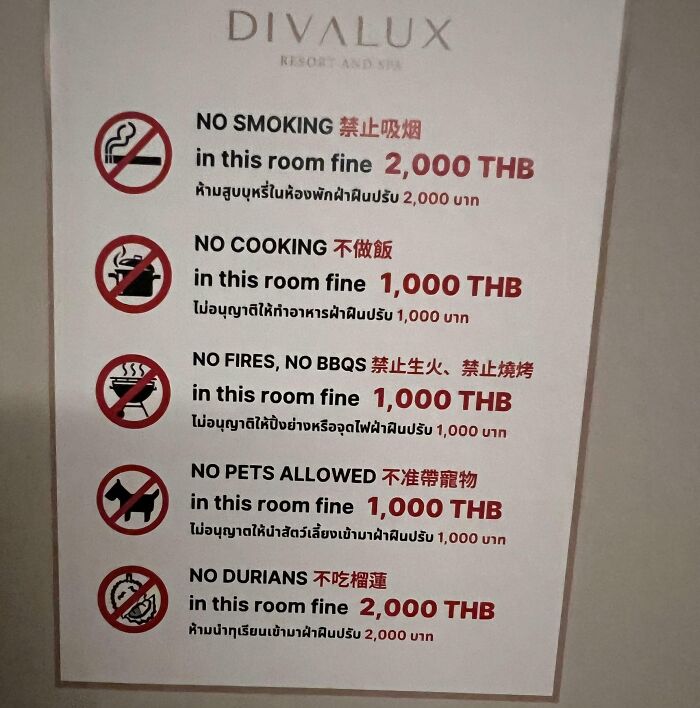 DIVALUX
RESORT AND SPA
NO SMOKING 禁止吸烟
in this room fine 2,000 THB
ห้ามสูบบุหรี่ในห้องพักฝ่าฝืนปรับ 2,000 บาท
NO COOKING 不做飯
in this room fine 1,000 THB
ไม่อนุญาติให้ทำอาหารฝ่าฝืนปรับ 1,000 บาท
NO FIRES, NO BBQS 禁止生火、禁止燒烤
in this room fine 1,000 THB
ไม่อนุญาติให้ปิ้งย่างหรือจุดไฟฝ่าฝืนปรับ 1,000 บาท
NO PETS ALLOWED 不准帶寵物
in this room fine 1,000 THB
ไม่อนุญาตให้นำสัตว์เลี้ยงเข้ามาฝ่าฝืนปรับ 1,000 บาท
NO DURIANS 不吃榴蓮
in this room fine 2,000 THB
ห้ามนำทุเรียนเข้ามาฝ่าฝืนปรับ 2,000 บาท